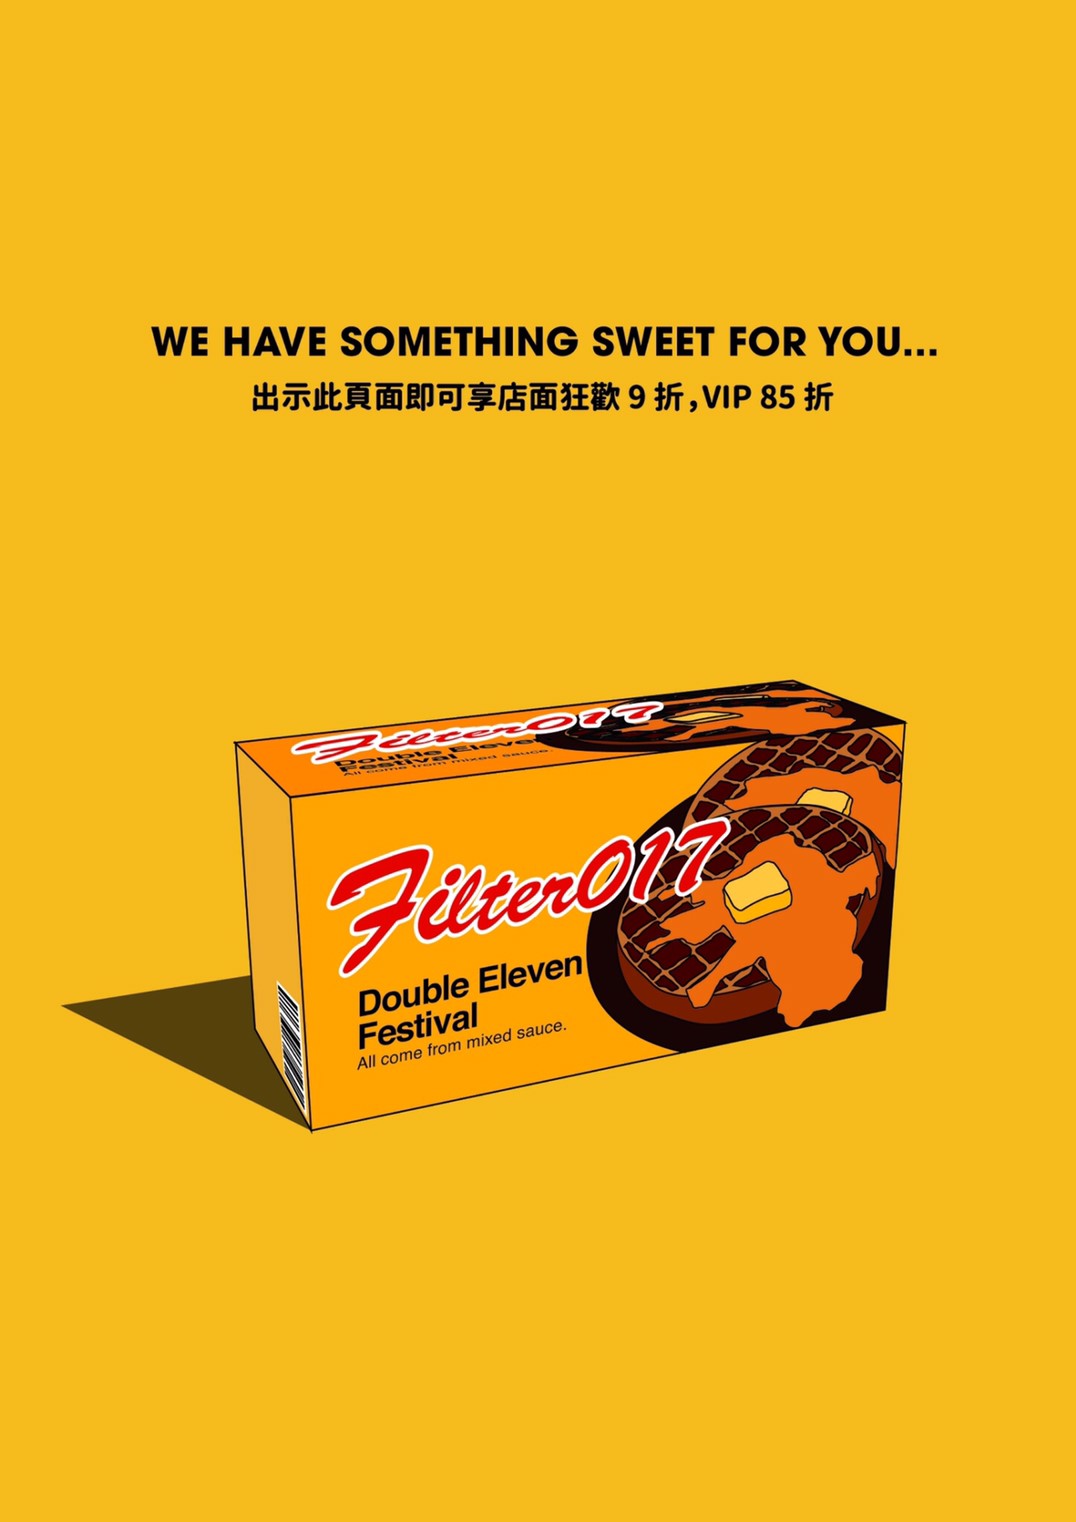 WE HAVE SOMETHING SWEET FOR YOU...
出示此頁面即可享店面狂歡 9 折,VIP 85 折
Filter017
Double Eleven
Festival
All come from mixed sauce.
Filter017
Double Eleven
Festival
All come from mixed sauce.